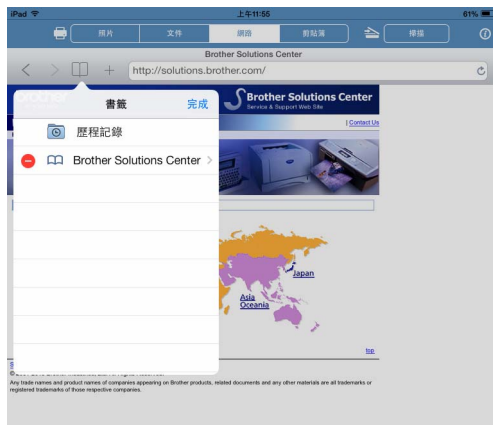 iPad 上午11:55 61%
照片 文件 網路 剪貼簿 掃描
Brother Solutions Center
http://solutions.brother.com/
書籤 完成
歷程記錄
Brother Solutions Center
Brother Solutions Center
Service & Support Web Site
| Contact Us
Japan
Asia
Oceania
top
Any trade names and product names of companies appearing on Brother products, related documents and any other materials are all trademarks or
registered trademarks of those respective companies.